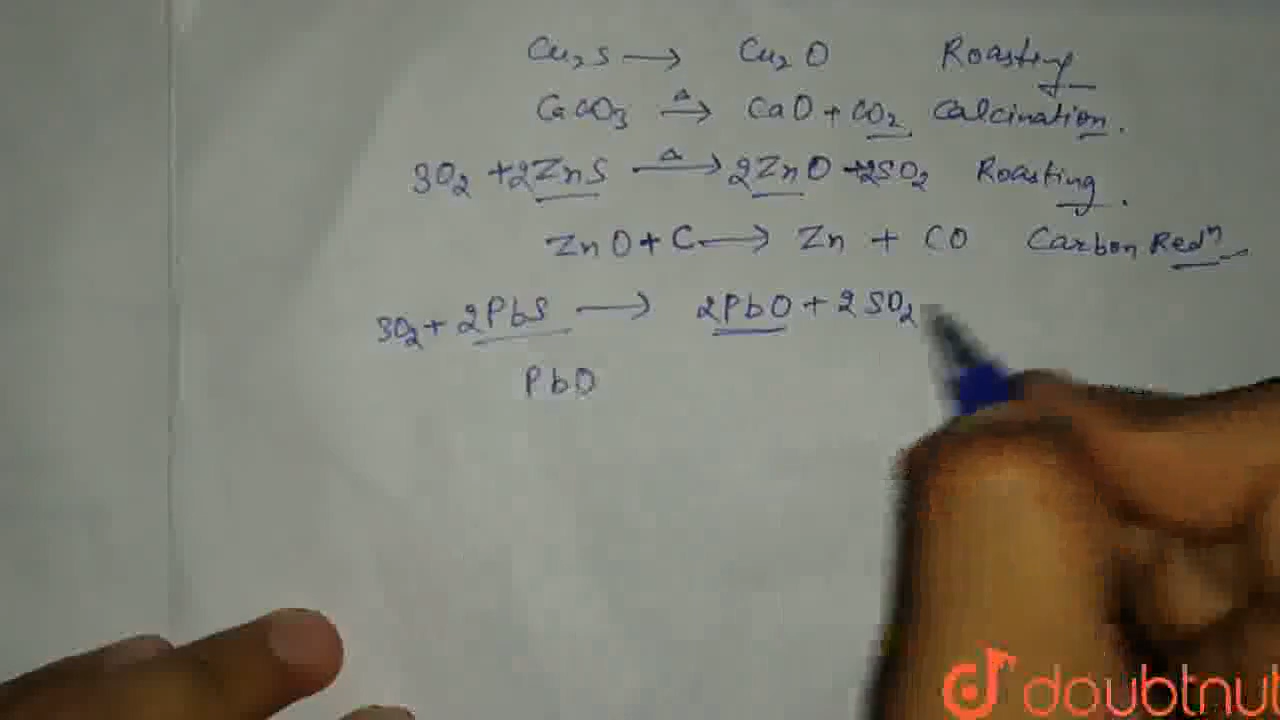 Cu₂S → Cu₂O Roasting
CaCO₃ —Δ→ CaO + CO₂ Calcination.
3O₂ + 2ZnS —Δ→ 2ZnO + 2SO₂ Roasting.
ZnO + C → Zn + CO Carbon Redⁿ
3O₂ + 2PbS → 2PbO + 2SO₂
PbO
doubtnut